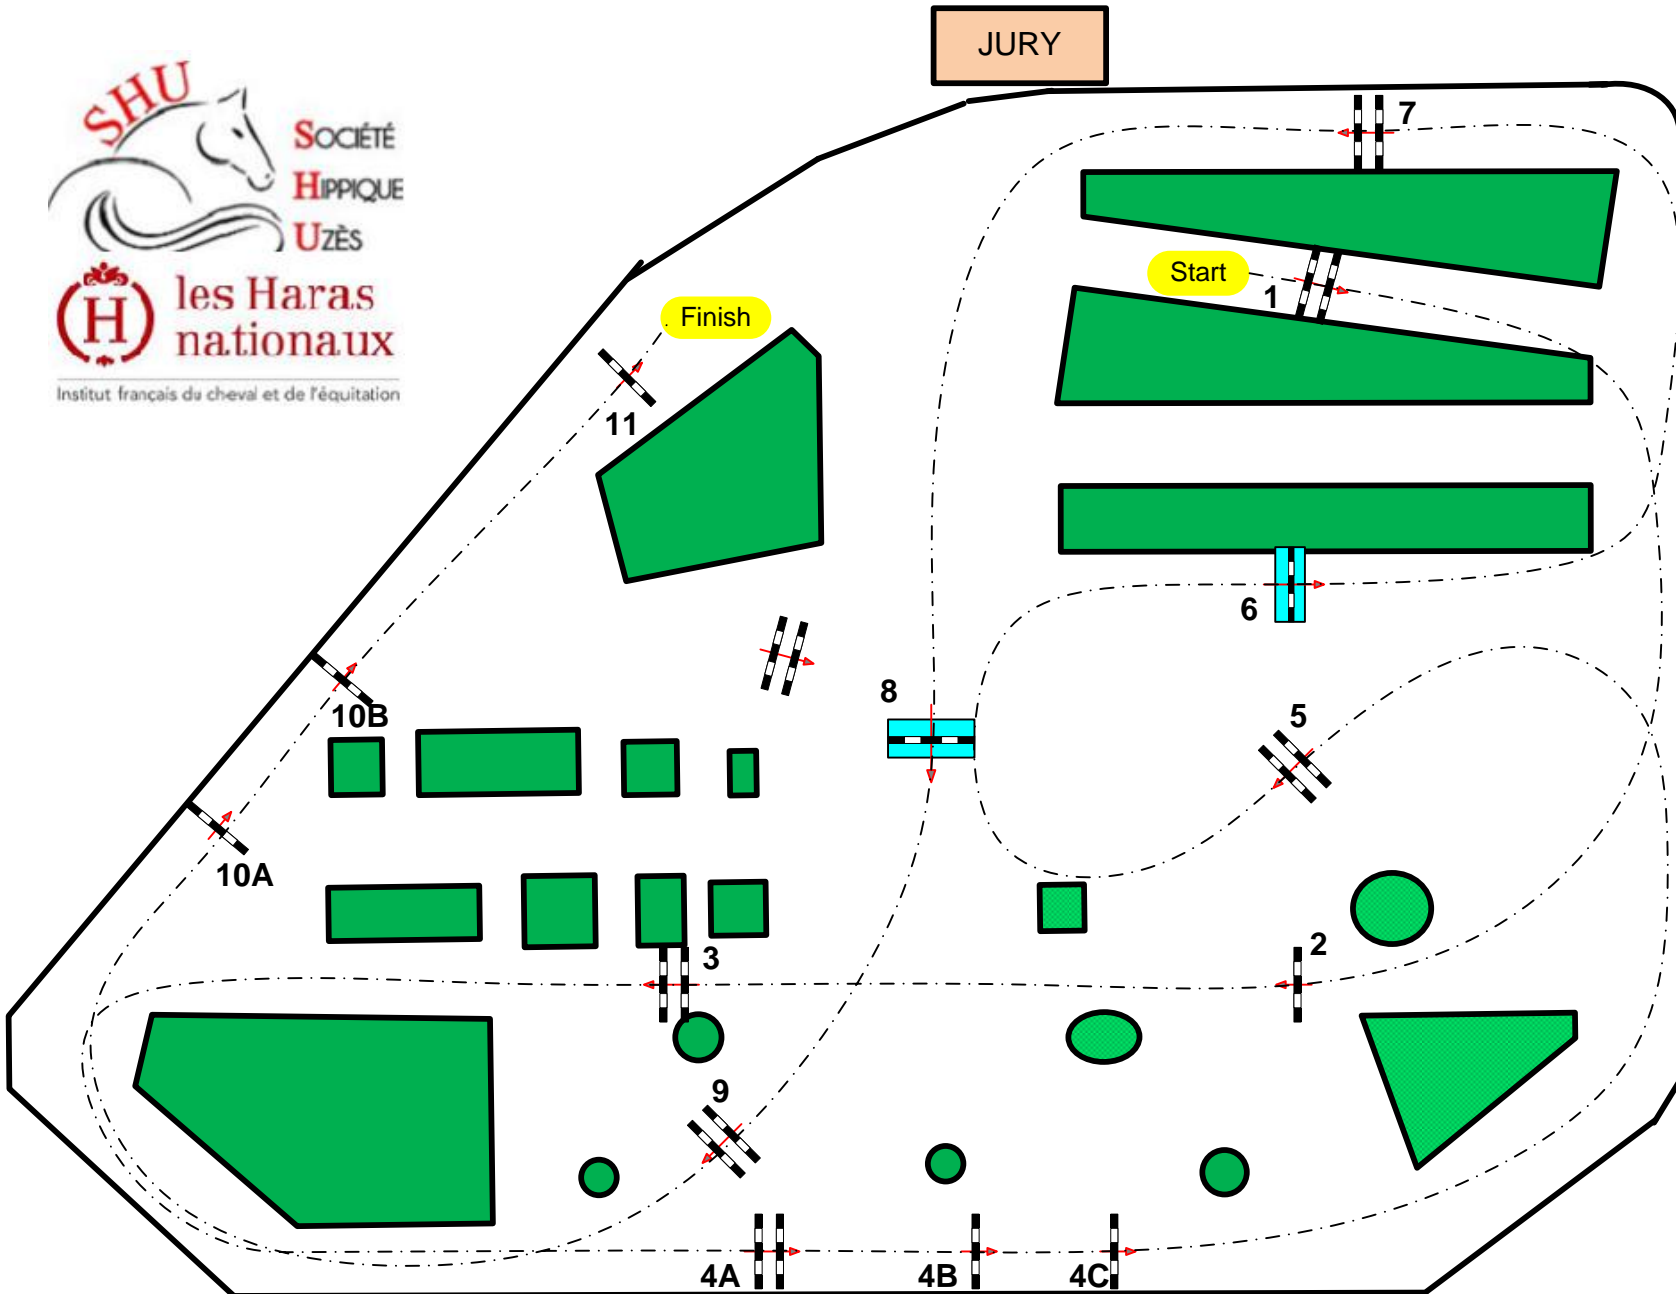 JURY
SHU
SOCIÉTÉ
HIPPIQUE
UZÈS
H
les Haras
nationaux
Institut français du cheval et de l'équitation
7
Start
1
Finish
11
6
8
5
10B
10A
3
2
9
4A
4B
4C